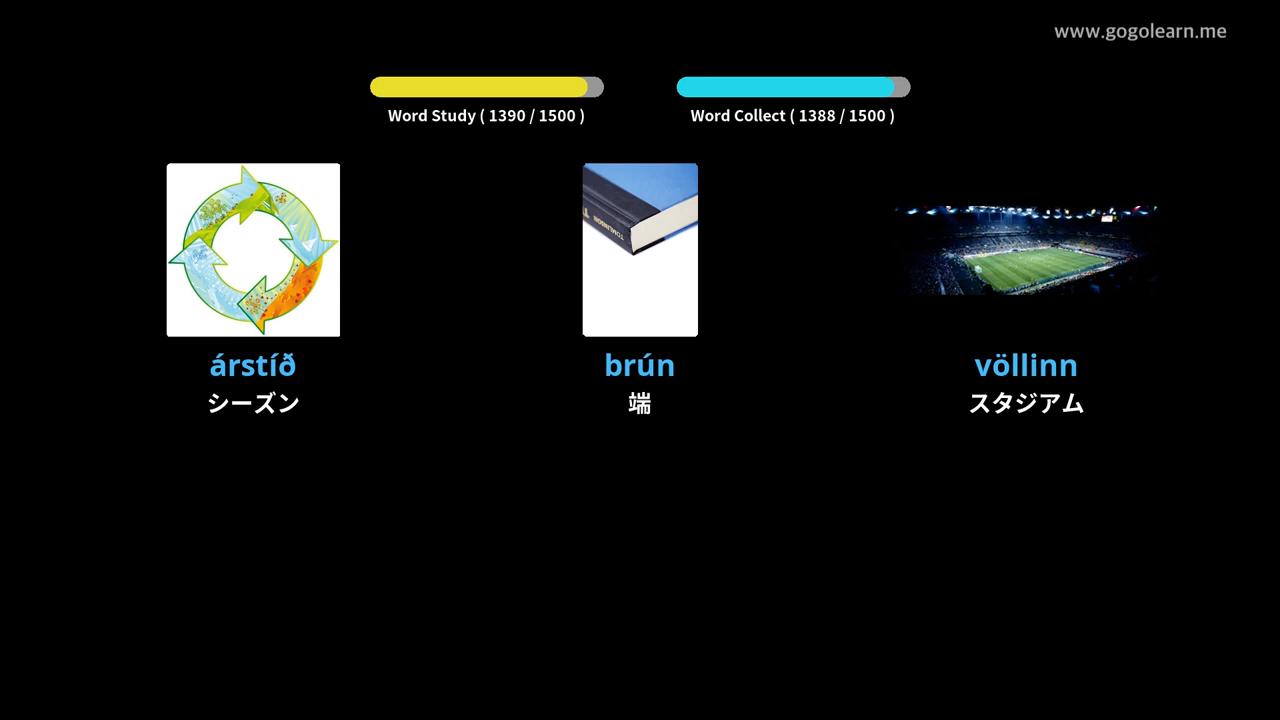 www.gogolearn.me
Word Study ( 1390 / 1500 )
Word Collect ( 1388 / 1500 )
TOMLINSON
árstíð
brún
völlinn
シーズン
端
スタジアム